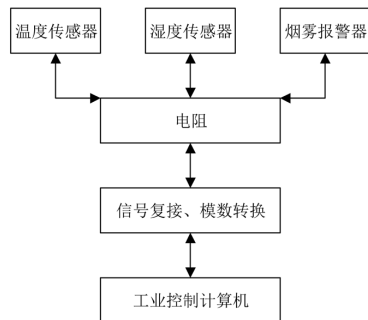 温度传感器
湿度传感器
烟雾报警器
电阻
信号复接、模数转换
工业控制计算机